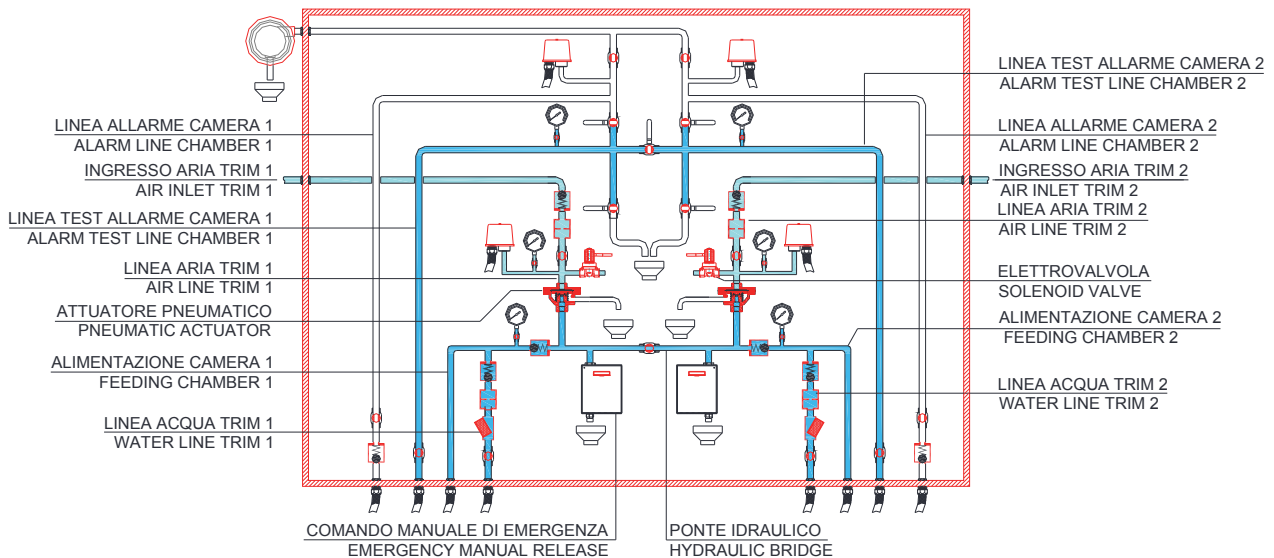 LINEA ALLARME CAMERA 1
ALARM LINE CHAMBER 1
INGRESSO ARIA TRIM 1
AIR INLET TRIM 1
LINEA TEST ALLARME CAMERA 1
ALARM TEST LINE CHAMBER 1
LINEA ARIA TRIM 1
AIR LINE TRIM 1
ATTUATORE PNEUMATICO
PNEUMATIC ACTUATOR
ALIMENTAZIONE CAMERA 1
FEEDING CHAMBER 1
LINEA ACQUA TRIM 1
WATER LINE TRIM 1
COMANDO MANUALE DI EMERGENZA
EMERGENCY MANUAL RELEASE
PONTE IDRAULICO
HYDRAULIC BRIDGE
LINEA TEST ALLARME CAMERA 2
ALARM TEST LINE CHAMBER 2
LINEA ALLARME CAMERA 2
ALARM LINE CHAMBER 2
INGRESSO ARIA TRIM 2
AIR INLET TRIM 2
LINEA ARIA TRIM 2
AIR LINE TRIM 2
ELETTROVALVOLA
SOLENOID VALVE
ALIMENTAZIONE CAMERA 2
FEEDING CHAMBER 2
LINEA ACQUA TRIM 2
WATER LINE TRIM 2